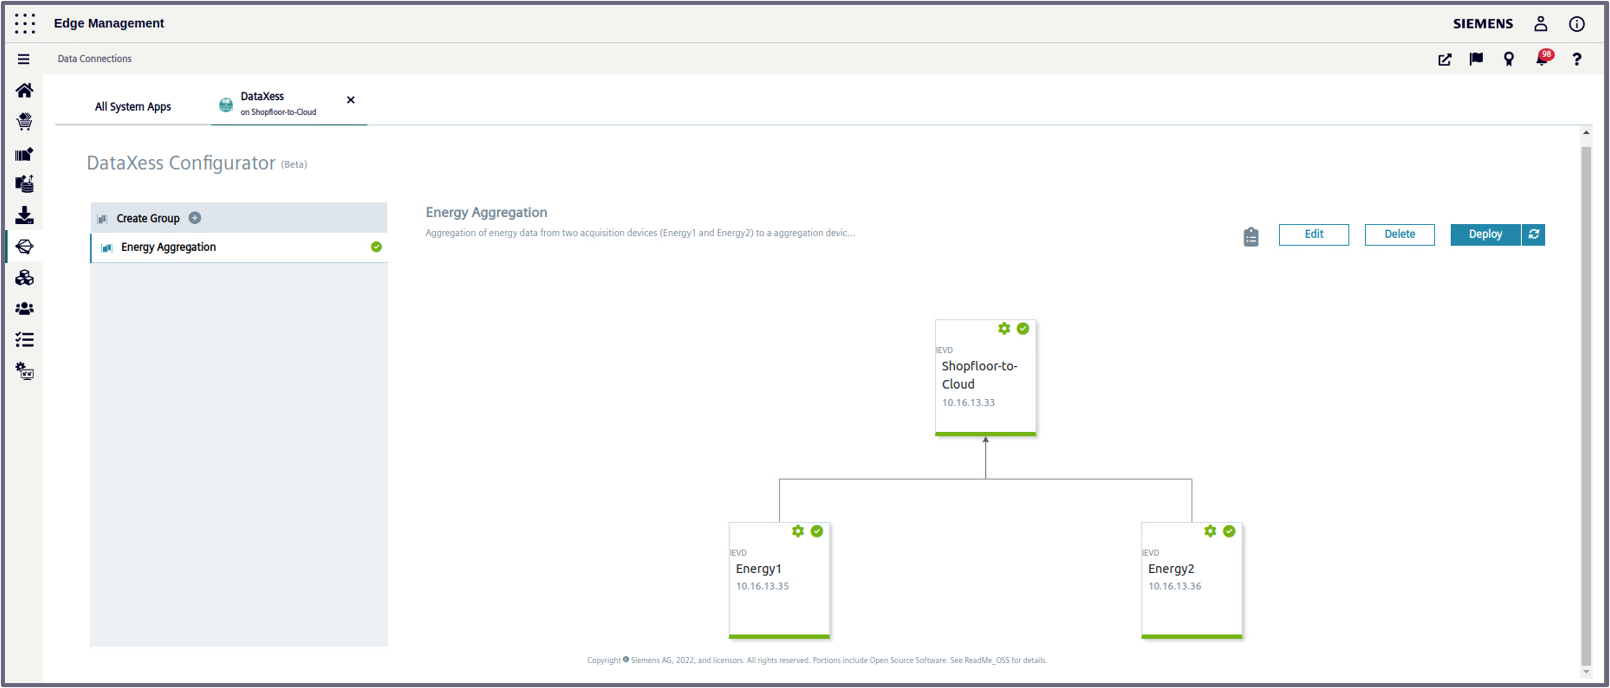 Edge Management
SIEMENS
Data Connections
98
All System Apps
DataXess
on Shopfloor-to-Cloud
DataXess Configurator (Beta)
Create Group
Energy Aggregation
Energy Aggregation
Aggregation of energy data from two acquisition devices (Energy1 and Energy2) to a aggregation devic...
Edit
Delete
Deploy
IEVD
Shopfloor-to-
Cloud
10.16.13.33
IEVD
Energy1
10.16.13.35
IEVD
Energy2
10.16.13.36
Copyright © Siemens AG, 2022, and licensors. All rights reserved. Portions include Open Source Software. See ReadMe_OSS for details.